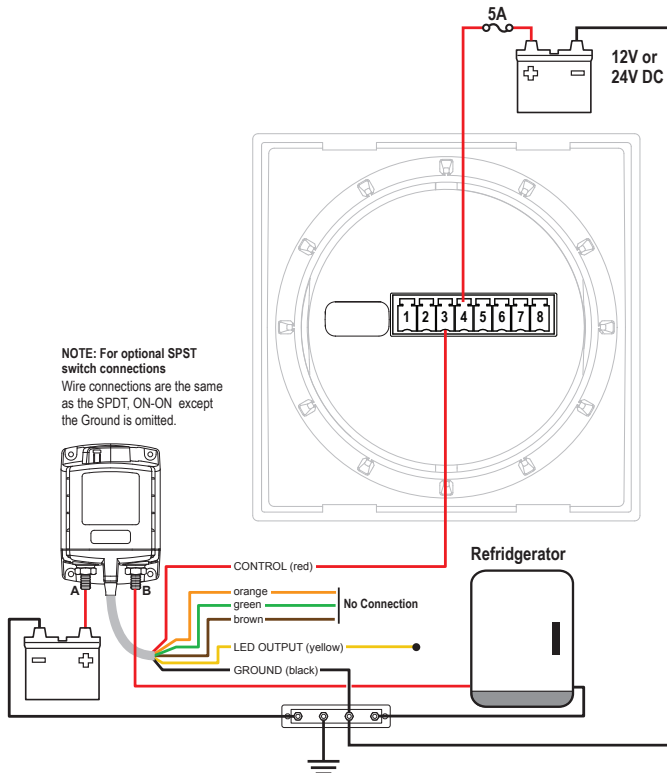 5A
12V or
24V DC
1 2 3 4 5 6 7 8
NOTE: For optional SPST
switch connections
Wire connections are the same
as the SPDT, ON-ON except
the Ground is omitted.
A
B
CONTROL (red)
orange
green
brown
No Connection
LED OUTPUT (yellow)
GROUND (black)
Refridgerator